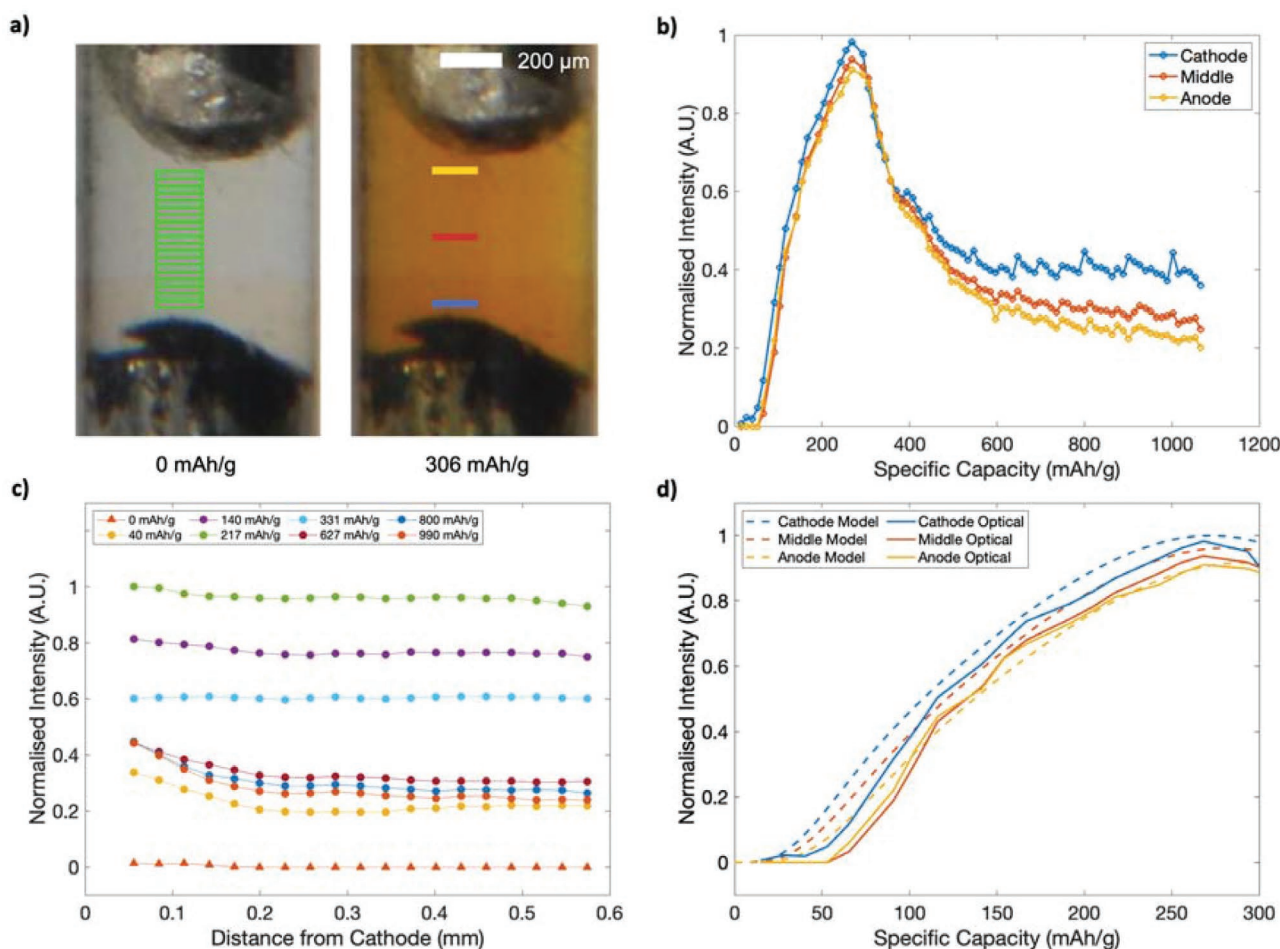 a)
200 µm
0 mAh/g
306 mAh/g
b)
Normalised Intensity (A.U.)
1
0.8
0.6
0.4
0.2
0
0 200 400 600 800 1000 1200
Specific Capacity (mAh/g)
Cathode
Middle
Anode
c)
Normalised Intensity (A.U.)
0 mAh/g 140 mAh/g 331 mAh/g 800 mAh/g
40 mAh/g 217 mAh/g 627 mAh/g 990 mAh/g
1
0.8
0.6
0.4
0.2
0
0 0.1 0.2 0.3 0.4 0.5 0.6
Distance from Cathode (mm)
d)
Normalised Intensity (A.U.)
Cathode Model Cathode Optical
Middle Model Middle Optical
Anode Model Anode Optical
1
0.8
0.6
0.4
0.2
0
0 50 100 150 200 250 300
Specific Capacity (mAh/g)